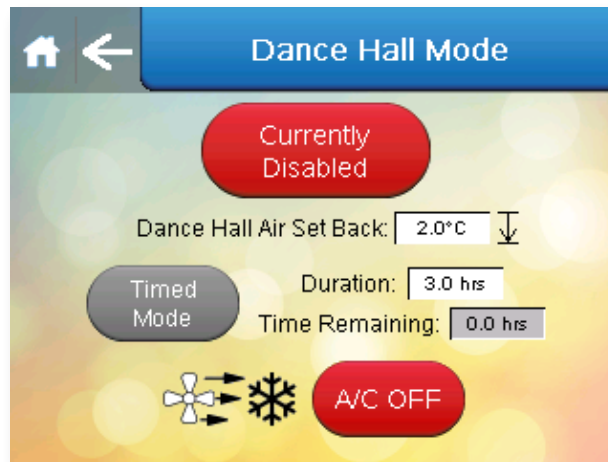 Dance Hall Mode
Currently
Disabled
Dance Hall Air Set Back: 2.0°C
Timed
Mode
Duration: 3.0 hrs
Time Remaining: 0.0 hrs
A/C OFF